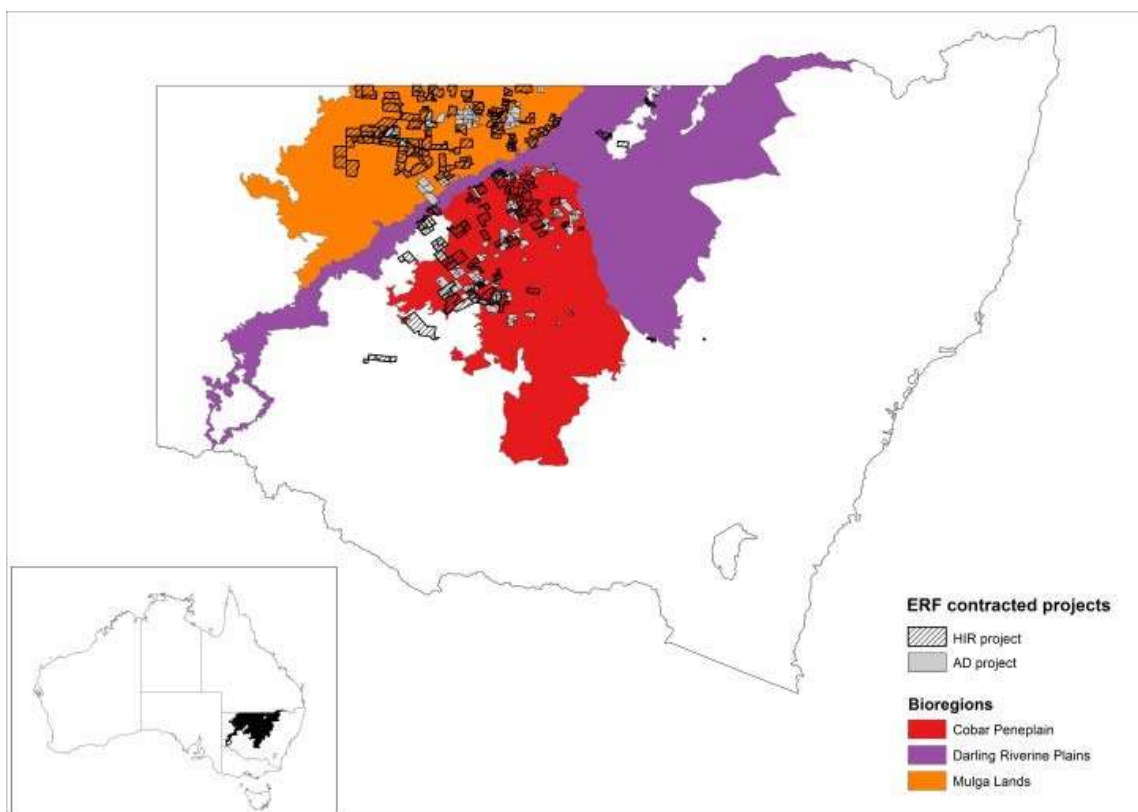 ERF contracted projects
HIR project
AD project
Bioregions
Cobar Peneplain
Darling Riverine Plains
Mulga Lands